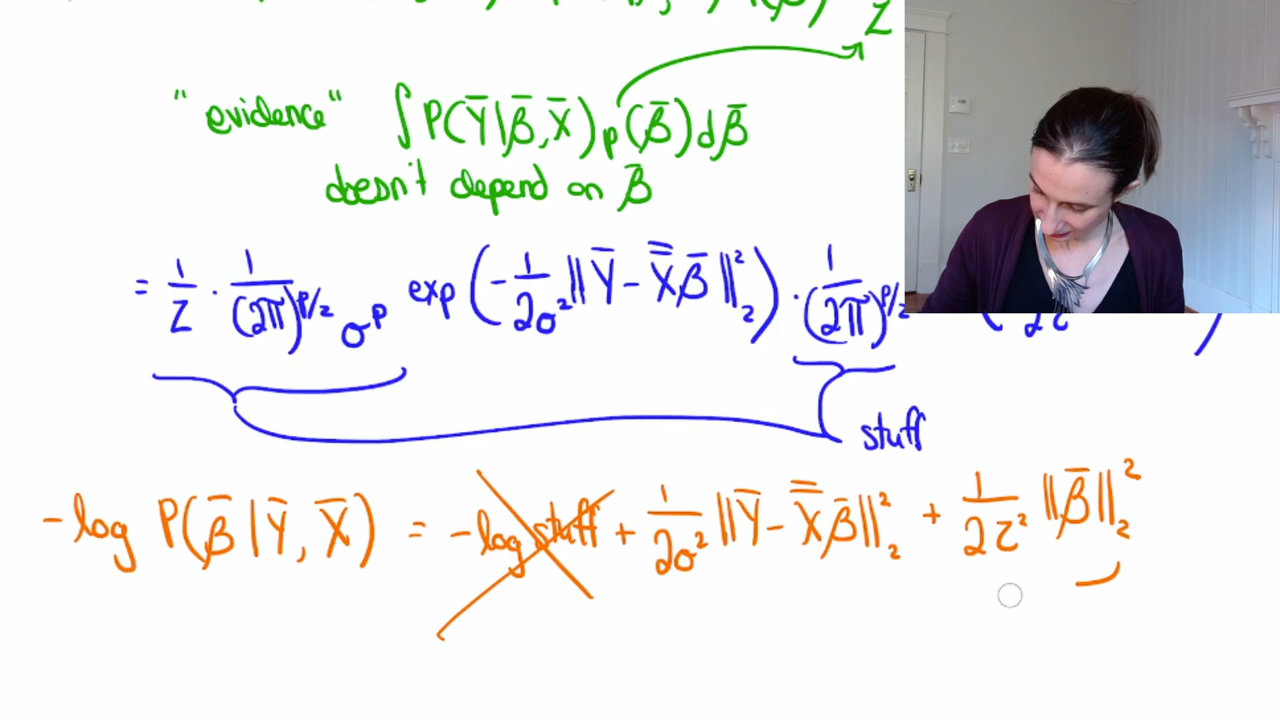 Z
"evidence" ∫ P(Ȳ | β̄, X̄) p(β̄) dβ̄
doesn't depend on β̄
= 1/Z · 1/((2π)^{p/2} σ^p) exp(-1/(2σ²) ‖Ȳ - X̿β̄‖₂²) · 1/(2π)^{p/2} ( 2τ )
stuff
-log P(β̄ | Ȳ, X̄) = -log stuff + 1/(2σ²) ‖Ȳ - X̿β̄‖₂² + 1/(2τ²) ‖β̄‖₂²